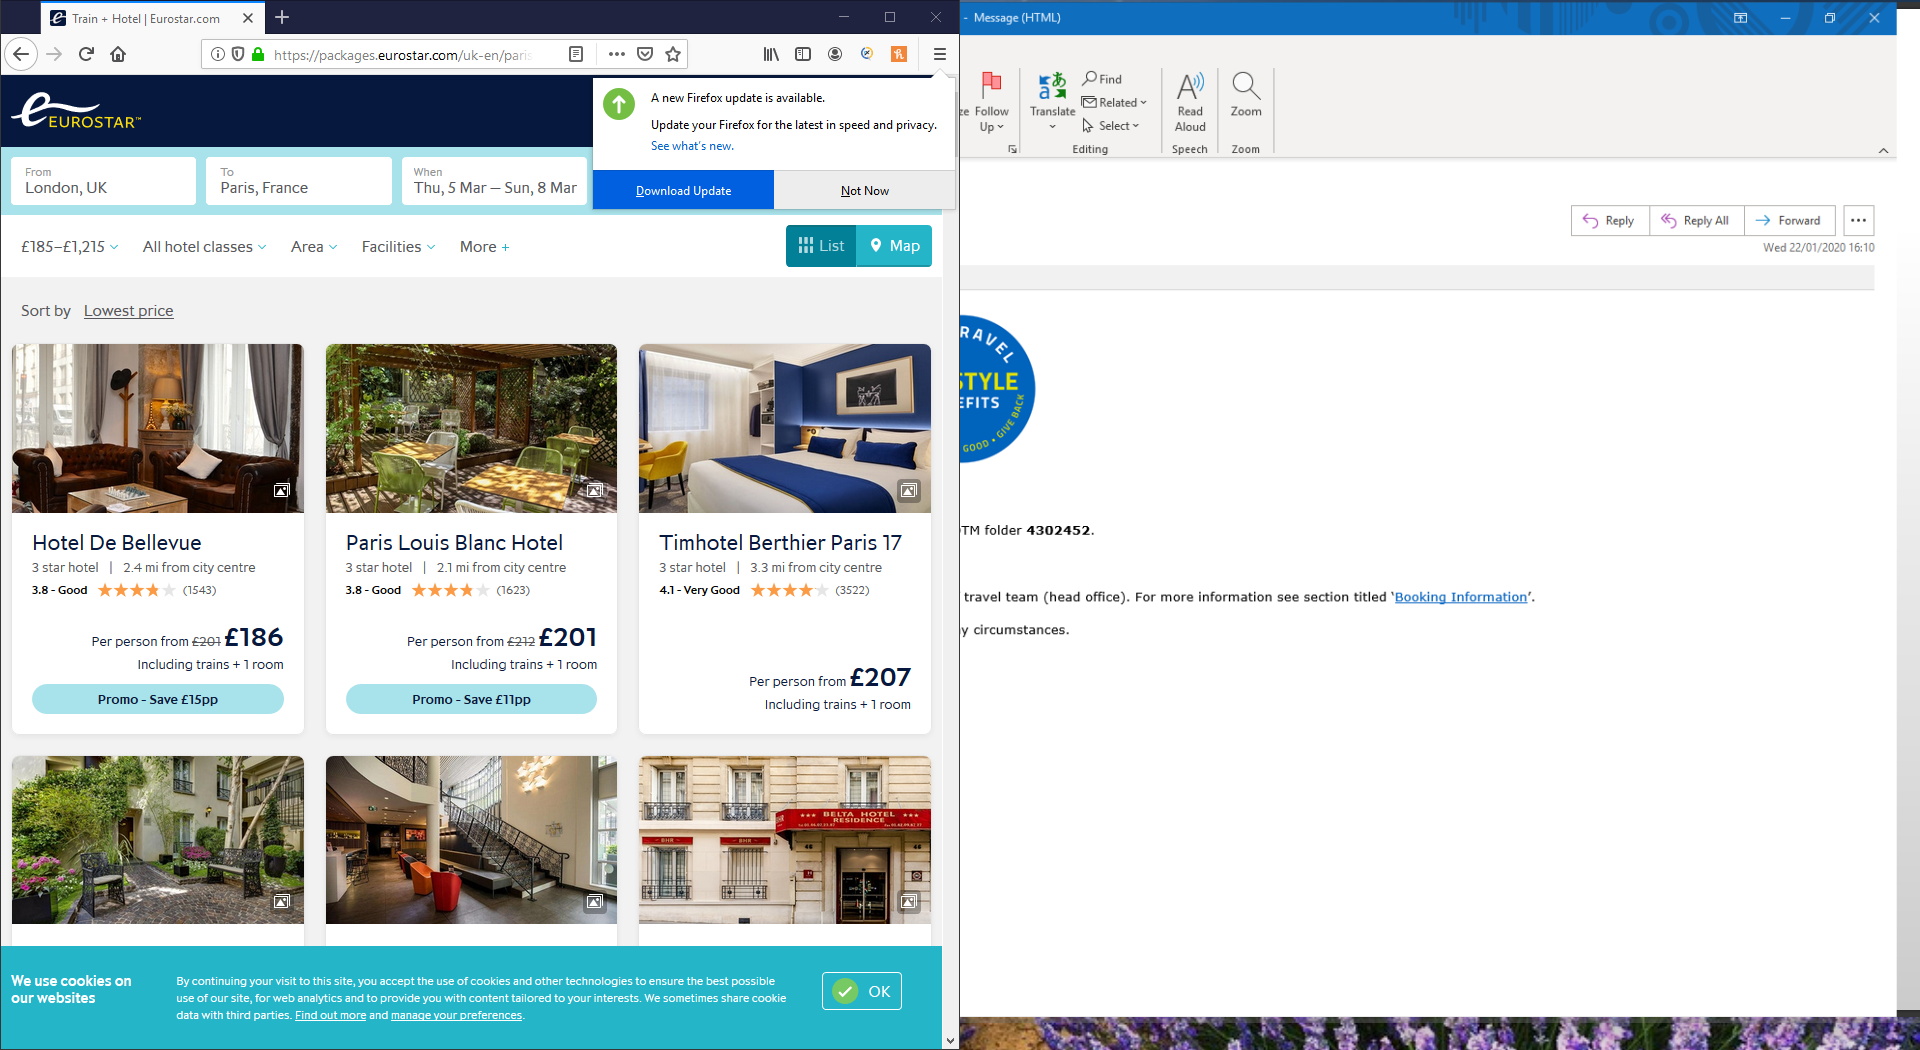 Train + Hotel | Eurostar.com
https://packages.eurostar.com/uk-en/paris
A new Firefox update is available.
Update your Firefox for the latest in speed and privacy.
See what's new.
Download Update
Not Now
EUROSTAR™
From
London, UK
To
Paris, France
When
Thu, 5 Mar — Sun, 8 Mar
£185–£1,215
All hotel classes
Area
Facilities
More +
List
Map
Sort by Lowest price
Hotel De Bellevue
3 star hotel | 2.4 mi from city centre
3.8 - Good (1543)
Per person from £201 £186
Including trains + 1 room
Promo - Save £15pp
Paris Louis Blanc Hotel
3 star hotel | 2.1 mi from city centre
3.8 - Good (1623)
Per person from £212 £201
Including trains + 1 room
Promo - Save £11pp
Timhotel Berthier Paris 17
3 star hotel | 3.3 mi from city centre
4.1 - Very Good (3522)
Per person from £207
Including trains + 1 room
BELTA HOTEL
RESIDENCE
BHR
BHR
We use cookies on
our websites
By continuing your visit to this site, you accept the use of cookies and other technologies to ensure the best possible
use of our site, for web analytics and to provide you with content tailored to your interests. We sometimes share cookie
data with third parties. Find out more and manage your preferences.
OK
- Message (HTML)
ze
Follow
Up
Translate
Find
Related
Select
Editing
Read
Aloud
Speech
Zoom
Zoom
Reply
Reply All
Forward
Wed 22/01/2020 16:10
RAVEL
STYLE
EFITS
GOOD • GIVE BACK
TM folder 4302452.
travel team (head office). For more information see section titled ‘Booking Information’.
y circumstances.